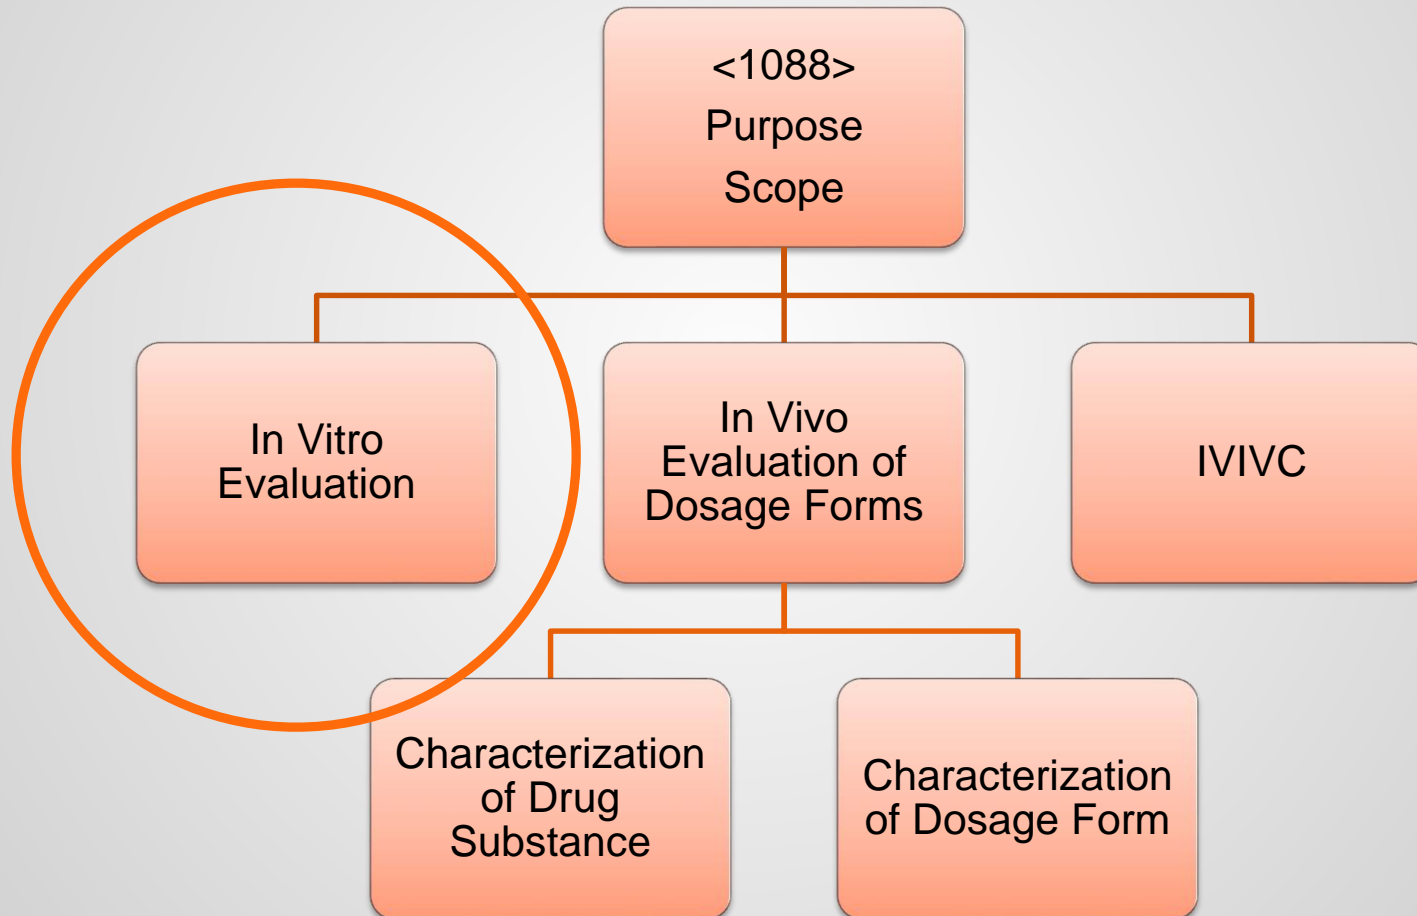 <1088>
Purpose
Scope
In Vitro
Evaluation
In Vivo
Evaluation of
Dosage Forms
IVIVC
Characterization
of Drug
Substance
Characterization
of Dosage Form